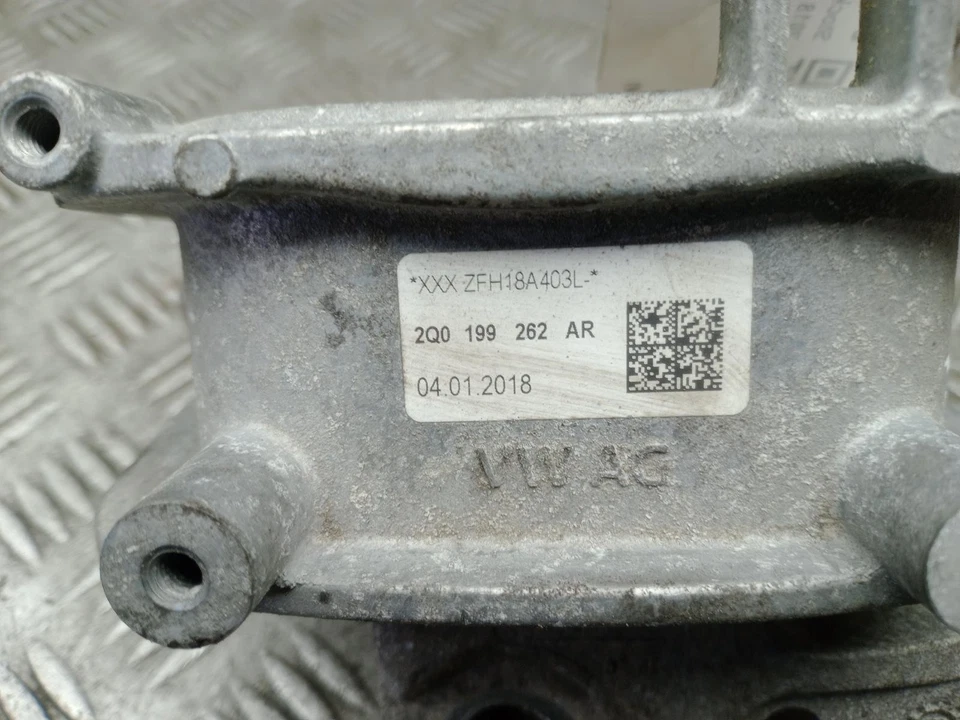 *XXX ZFH18A403L-*
2Q0 199 262 AR
04.01.2018
VW AG